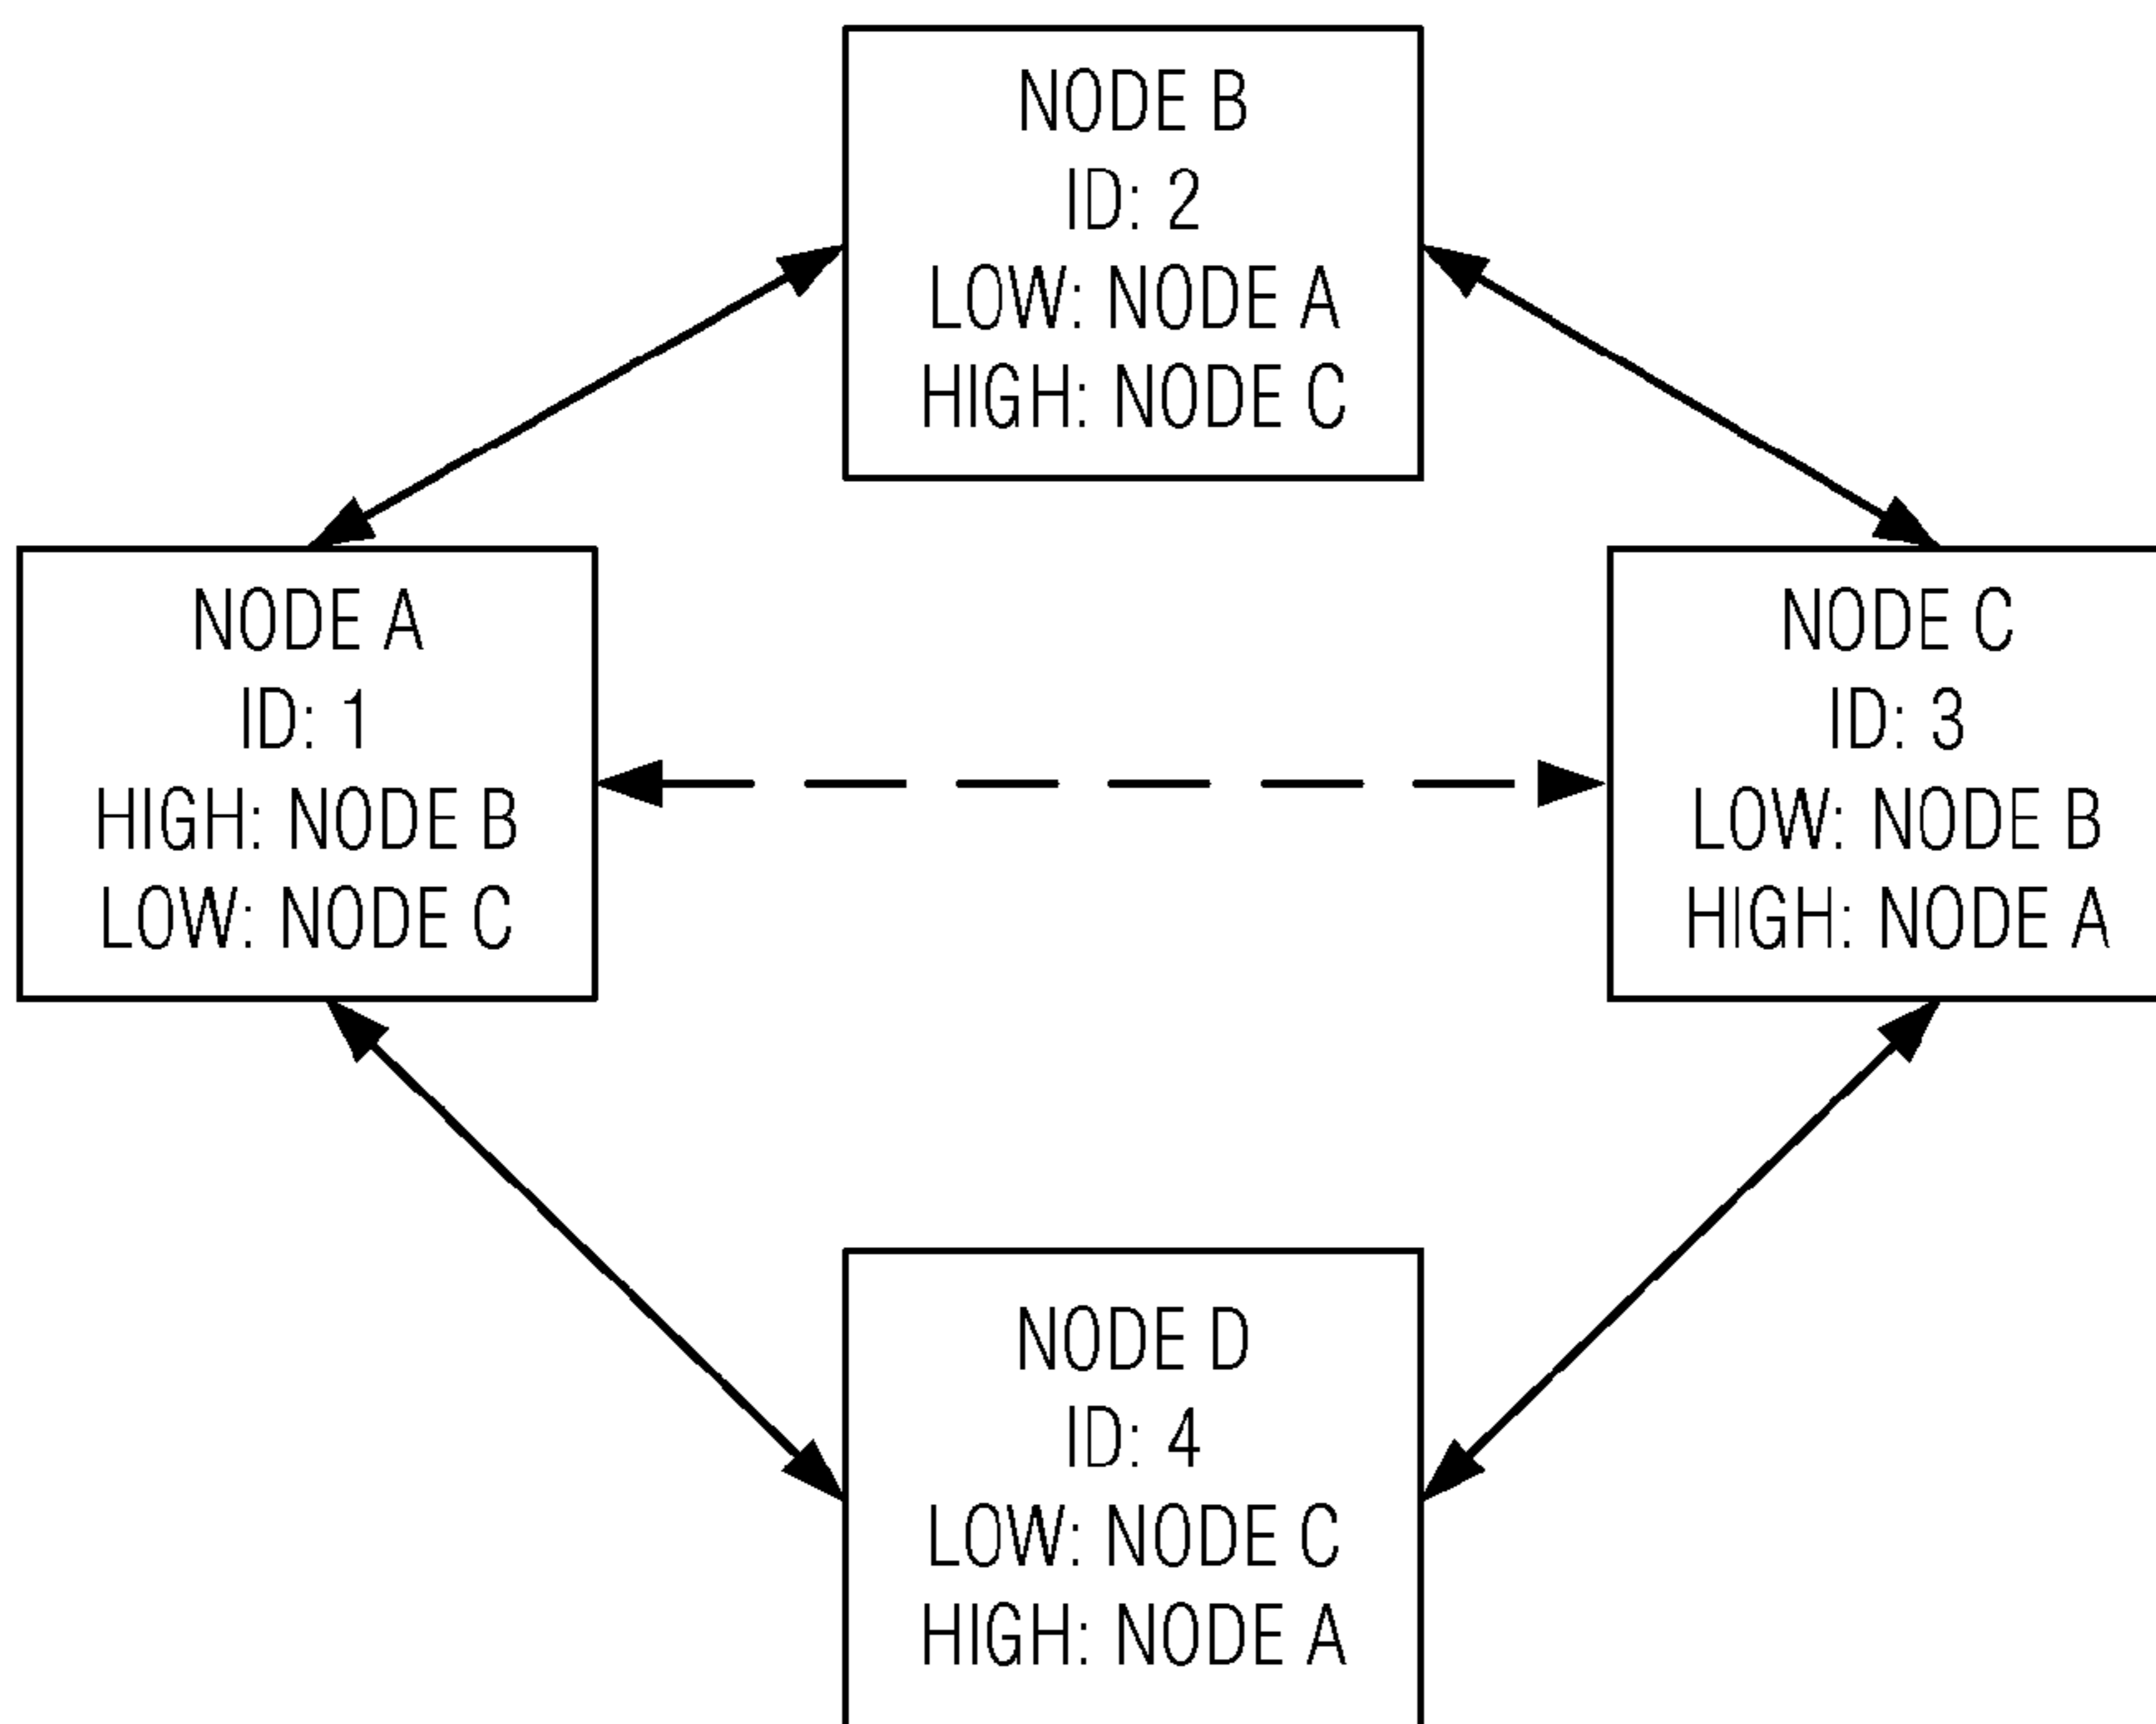 NODE B
ID: 2
LOW: NODE A
HIGH: NODE C
NODE A
ID: 1
HIGH: NODE B
LOW: NODE C
NODE C
ID: 3
LOW: NODE B
HIGH: NODE A
NODE D
ID: 4
LOW: NODE C
HIGH: NODE A